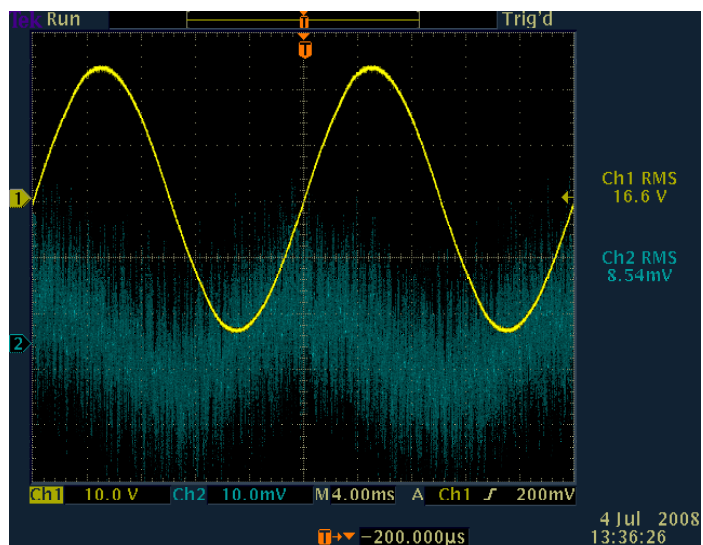 Tek Run Trig'd
T
T
1
Ch1 RMS
16.6 V
Ch2 RMS
8.54mV
2
Ch1 10.0 V Ch2 10.0mV M 4.00ms A Ch1 200mV
4 Jul 2008
T→▼ −200.000µs 13:36:26